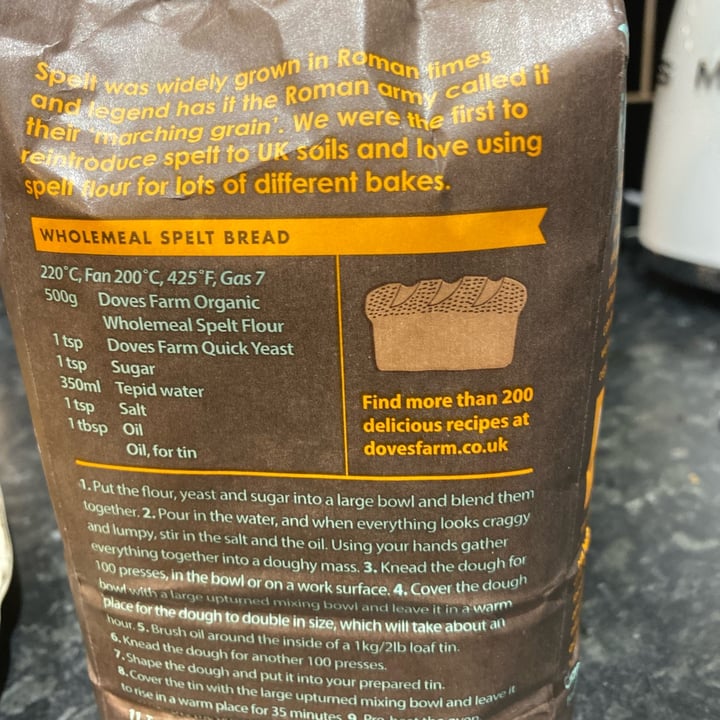 Spelt was widely grown in Roman times
and legend has it the Roman army called it
their 'marching grain'. We were the first to
reintroduce spelt to UK soils and love using
spelt flour for lots of different bakes.
WHOLEMEAL SPELT BREAD
220°C, Fan 200°C, 425°F, Gas 7
500g Doves Farm Organic
Wholemeal Spelt Flour
1 tsp Doves Farm Quick Yeast
1 tsp Sugar
350ml Tepid water
1 tsp Salt
1 tbsp Oil
Oil, for tin
Find more than 200
delicious recipes at
dovesfarm.co.uk
1. Put the flour, yeast and sugar into a large bowl and blend them
together. 2. Pour in the water, and when everything looks craggy
and lumpy, stir in the salt and the oil. Using your hands gather
everything together into a doughy mass. 3. Knead the dough for
100 presses, in the bowl or on a work surface. 4. Cover the dough
bowl with a large upturned mixing bowl and leave it in a warm
place for the dough to double in size, which will take about an
hour. 5. Brush oil around the inside of a 1kg/2lb loaf tin.
6. Knead the dough for another 100 presses.
7. Shape the dough and put it into your prepared tin.
8. Cover the tin with the large upturned mixing bowl and leave it
to rise in a warm place for 35 minutes. 9. Pre-heat the oven
S M